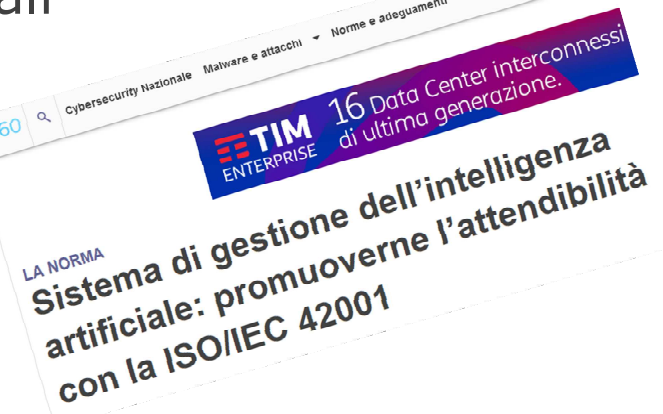 60
Cybersecurity Nazionale Malware e attacchi Norme e adeguamenti
TIM
ENTERPRISE
16 Data Center interconnessi
di ultima generazione.
LA NORMA
Sistema di gestione dell’intelligenza
artificiale: promuoverne l’attendibilità
con la ISO/IEC 42001